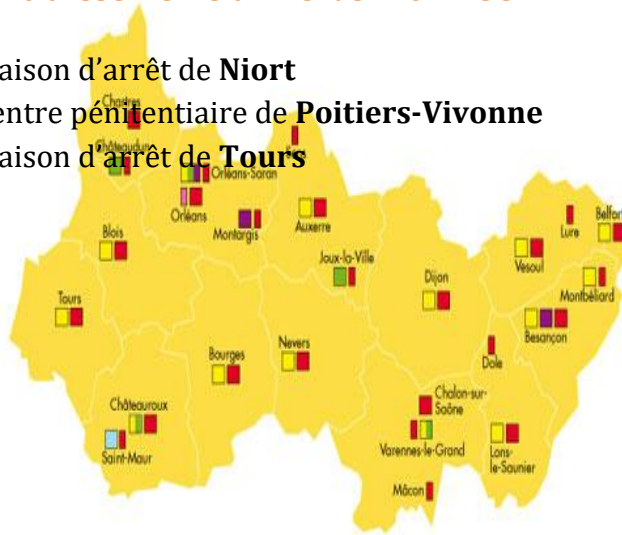 aison d'arrêt de Niort
entre pénitentiaire de Poitiers-Vivonne
aison d'arrêt de Tours
Chartres
Châteaudun
Orléans-Saran
Orléans
Montargis
Auxerre
Lure
Belfort
Blois
Vesoul
Joux-la-Ville
Montbéliard
Dijon
Tours
Besançon
Nevers
Bourges
Dole
Chalon-sur-
Saône
Châteauroux
Varennes-le-Grand
Lons-
le-Saunier
Saint-Maur
Mâcon